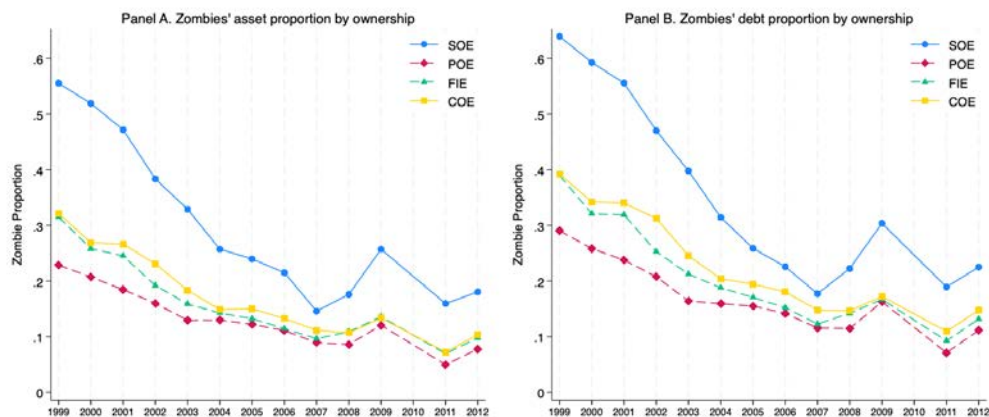 Panel A. Zombies' asset proportion by ownership
Zombie Proportion
.6
.5
.4
.3
.2
.1
0
SOE
POE
FIE
COE
1999 2000 2001 2002 2003 2004 2005 2006 2007 2008 2009 2010 2011 2012
Panel B. Zombies' debt proportion by ownership
Zombie Proportion
.6
.5
.4
.3
.2
.1
0
SOE
POE
FIE
COE
1999 2000 2001 2002 2003 2004 2005 2006 2007 2008 2009 2010 2011 2012